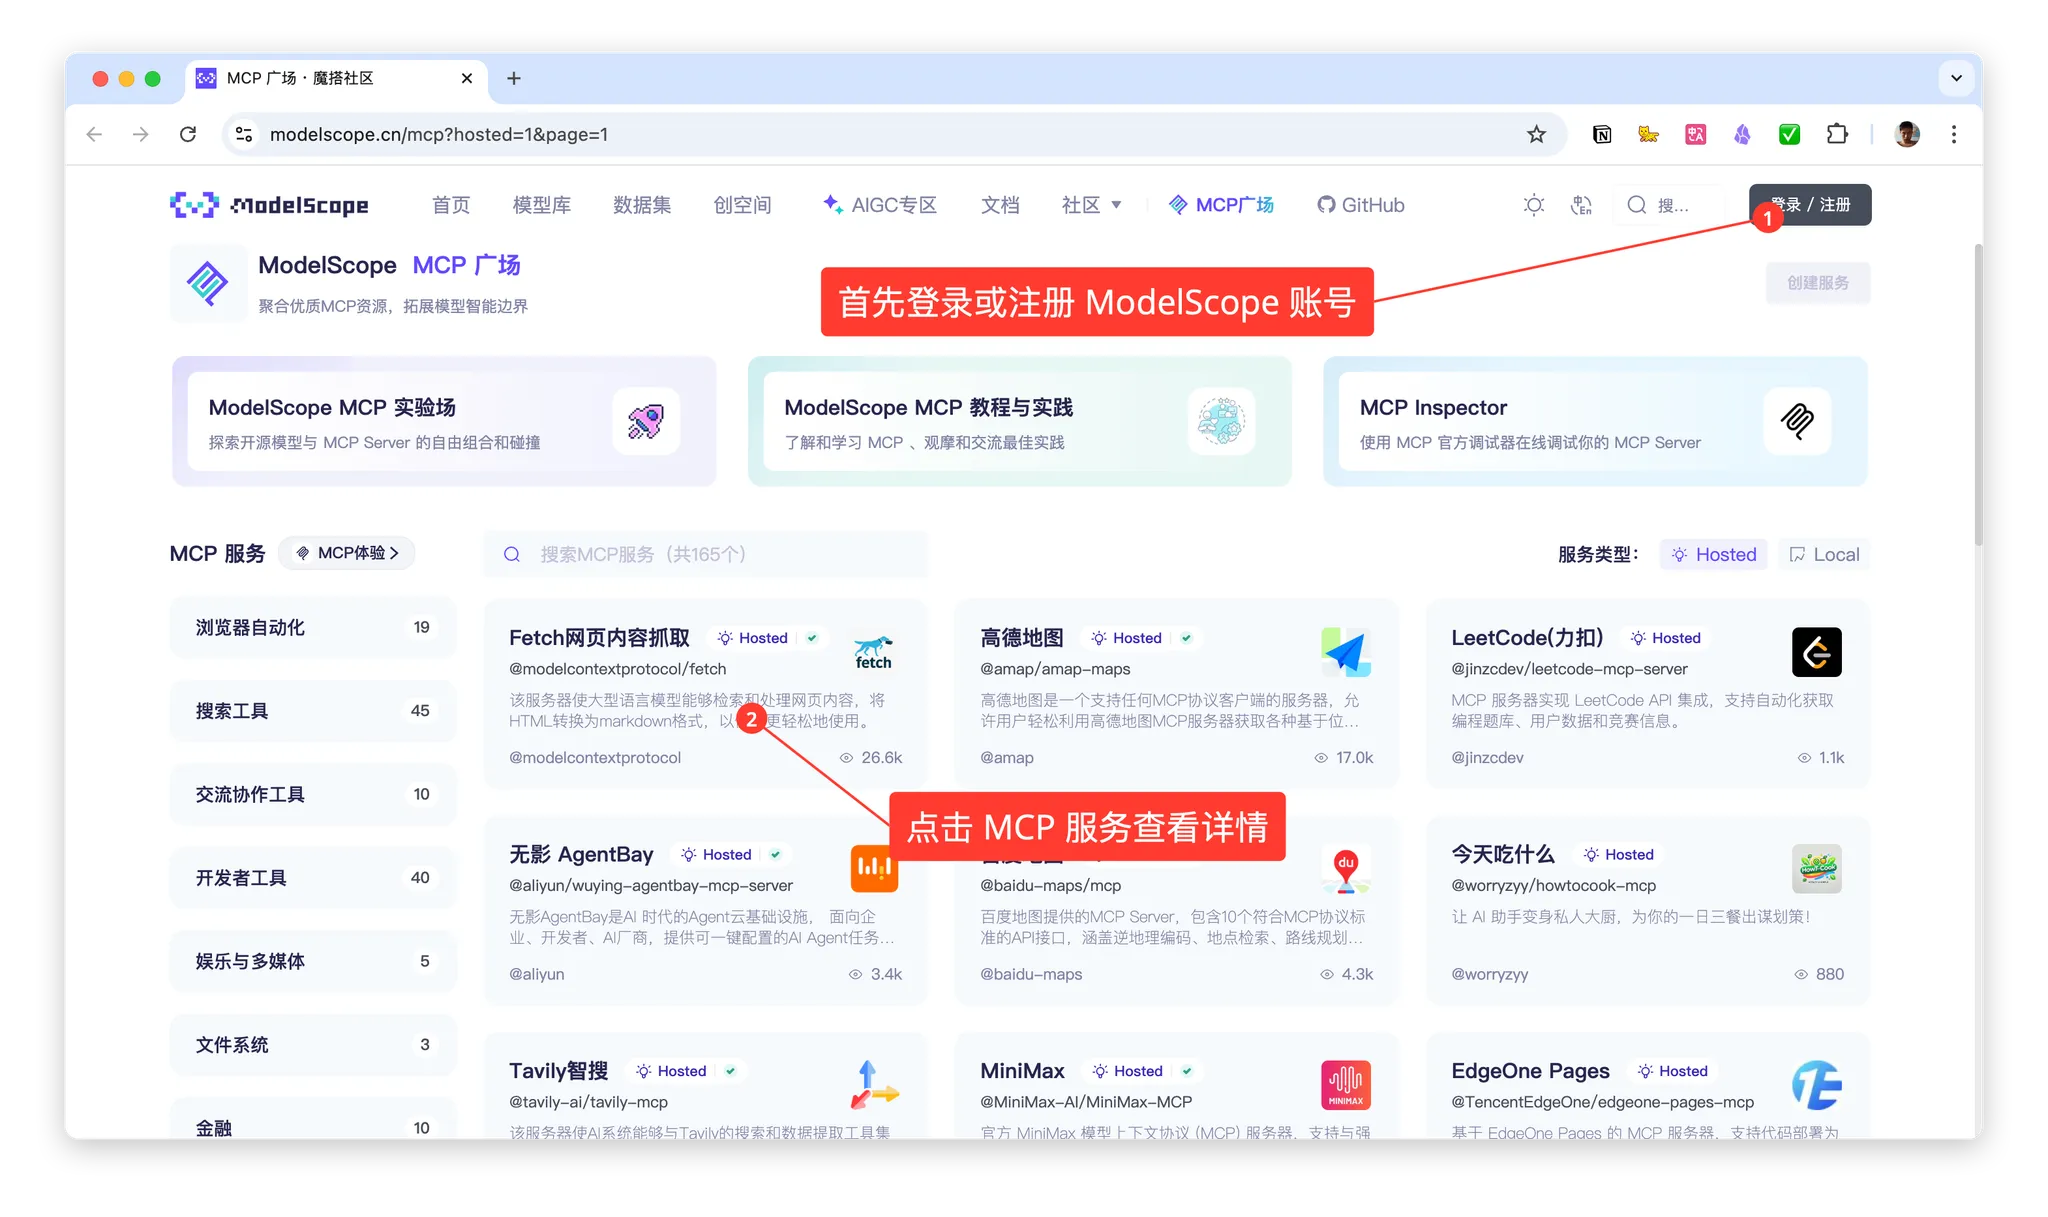 MCP 广场 · 魔搭社区
modelscope.cn/mcp?hosted=1&page=1
ModelScope 首页 模型库 数据集 创空间 AIGC专区 文档 社区 MCP广场 GitHub 搜... 登录 / 注册
1
ModelScope MCP 广场
聚合优质MCP资源，拓展模型智能边界
首先登录或注册 ModelScope 账号
创建服务
ModelScope MCP 实验场
探索开源模型与 MCP Server 的自由组合和碰撞
ModelScope MCP 教程与实践
了解和学习 MCP 、观摩和交流最佳实践
MCP Inspector
使用 MCP 官方调试器在线调试你的 MCP Server
MCP 服务 MCP体验
搜索MCP服务（共165个）
服务类型： Hosted Local
浏览器自动化 19
搜索工具 45
交流协作工具 10
开发者工具 40
娱乐与多媒体 5
文件系统 3
金融 10
Fetch网页内容抓取 Hosted
fetch
@modelcontextprotocol/fetch
该服务器使大型语言模型能够检索和处理网页内容，将
HTML转换为markdown格式，以 更轻松地使用。
@modelcontextprotocol 26.6k
2
点击 MCP 服务查看详情
高德地图 Hosted
@amap/amap-maps
高德地图是一个支持任何MCP协议客户端的服务器，允
许用户轻松利用高德地图MCP服务器获取各种基于位...
@amap 17.0k
LeetCode(力扣) Hosted
@jinzcdev/leetcode-mcp-server
MCP 服务器实现 LeetCode API 集成，支持自动化获取
编程题库、用户数据和竞赛信息。
@jinzcdev 1.1k
无影 AgentBay Hosted
@aliyun/wuying-agentbay-mcp-server
无影AgentBay是AI 时代的Agent云基础设施， 面向企
业、开发者、AI厂商，提供可一键配置的AI Agent任务...
@aliyun 3.4k
du
@baidu-maps/mcp
百度地图提供的MCP Server，包含10个符合MCP协议标
准的API接口，涵盖逆地理编码、地点检索、路线规划...
@baidu-maps 4.3k
今天吃什么 Hosted
@worryzyy/howtocook-mcp
让 AI 助手变身私人大厨，为你的一日三餐出谋划策！
@worryzyy 880
Tavily智搜 Hosted
@tavily-ai/tavily-mcp
该服务器使AI系统能够与Tavily的搜索和数据提取工具集
MiniMax Hosted
MINIMAX
@MiniMax-AI/MiniMax-MCP
官方 MiniMax 模型上下文协议 (MCP) 服务器，支持与强
EdgeOne Pages Hosted
@TencentEdgeOne/edgeone-pages-mcp
基于 EdgeOne Pages 的 MCP 服务器，支持代码部署为